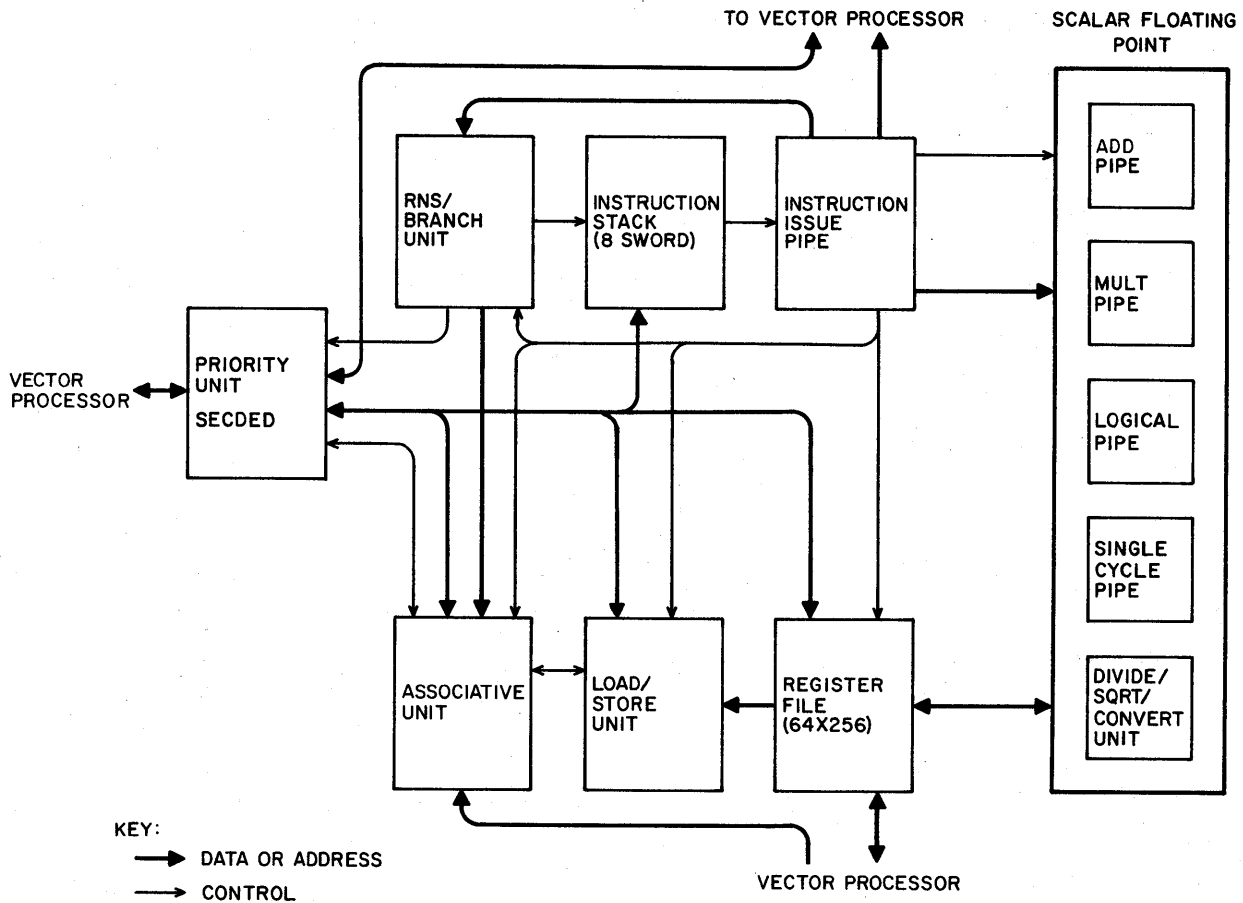 TO VECTOR PROCESSOR
SCALAR FLOATING
POINT
RNS/
BRANCH
UNIT
INSTRUCTION
STACK
(8 SWORD)
INSTRUCTION
ISSUE
PIPE
ADD
PIPE
MULT
PIPE
VECTOR
PROCESSOR
PRIORITY
UNIT
SECDED
LOGICAL
PIPE
SINGLE
CYCLE
PIPE
ASSOCIATIVE
UNIT
LOAD/
STORE
UNIT
REGISTER
FILE
(64X256)
DIVIDE/
SQRT/
CONVERT
UNIT
KEY:
DATA OR ADDRESS
CONTROL
VECTOR PROCESSOR